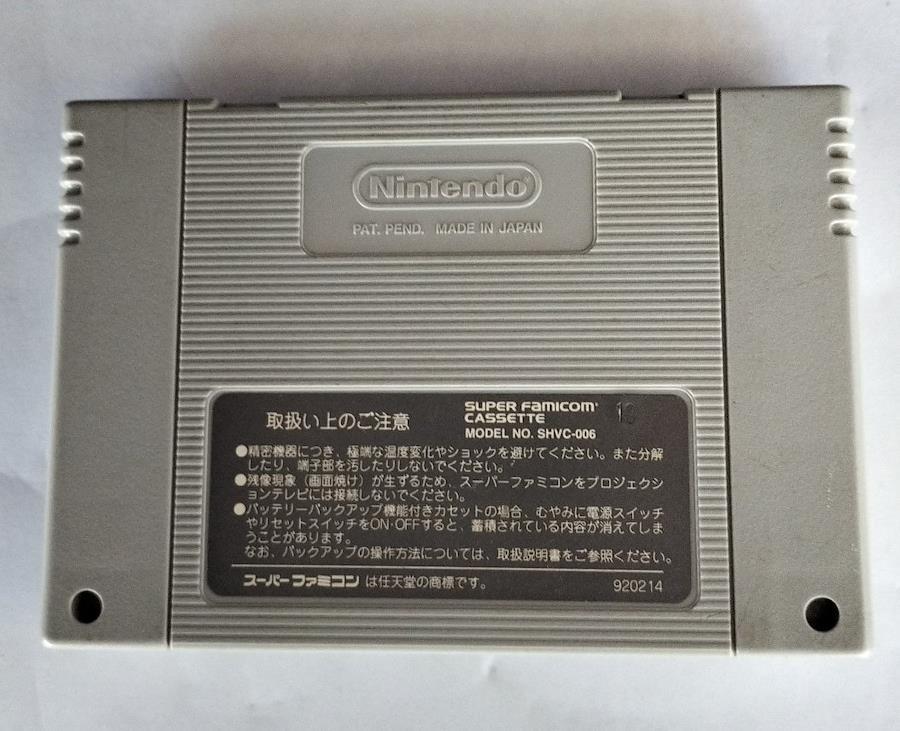 Nintendo®
PAT. PEND. MADE IN JAPAN
取扱い上のご注意
SUPER FAMICOM
CASSETTE
MODEL NO. SHVC-006
●精密機器につき、極端な温度変化やショックを避けてください。また分解
したり、端子部を汚したりしないでください。
●残像現象（画面焼け）が生ずるため、スーパーファミコンをプロジェクシ
ョンテレビには接続しないでください。
●バッテリーバックアップ機能付きカセットの場合、むやみに電源スイッチ
やリセットスイッチをON・OFFすると、蓄積されている内容が消えてしま
うことがあります。
なお、バックアップの操作方法については、取扱説明書をご参照ください。
スーパーファミコン は任天堂の商標です。
920214